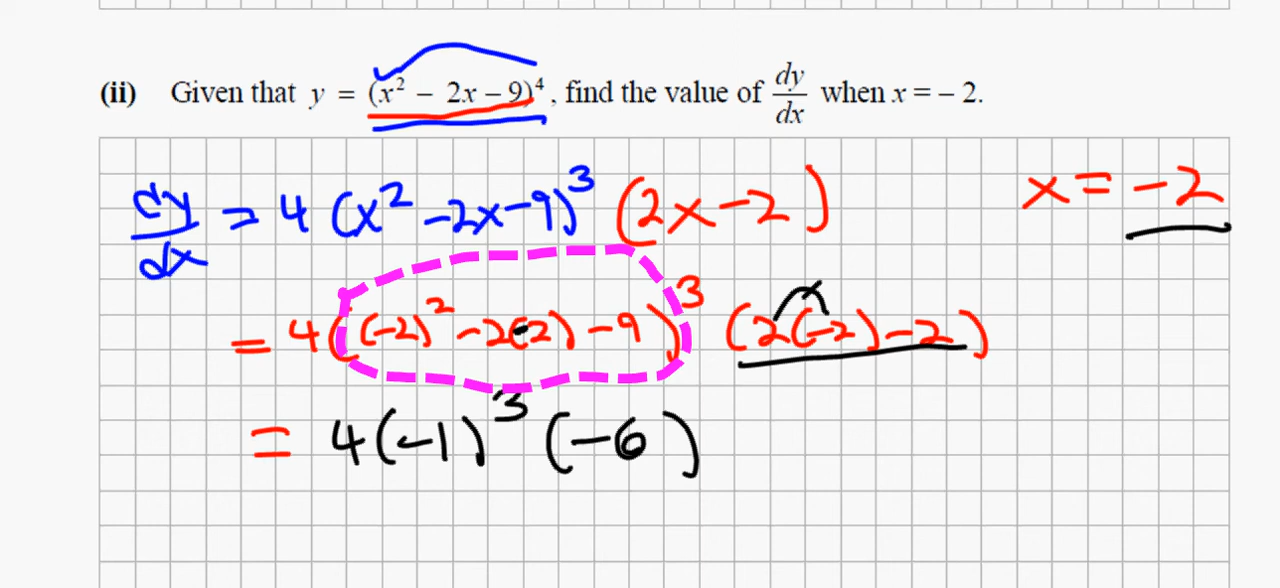 (ii) Given that y = (x² − 2x − 9)⁴, find the value of dy/dx when x = − 2.
dy/dx = 4(x² −2x−9)³ (2x−2) x = −2
= 4((−2)² −2(−2) −9)³ (2(−2)−2)
= 4(−1)³ (−6)